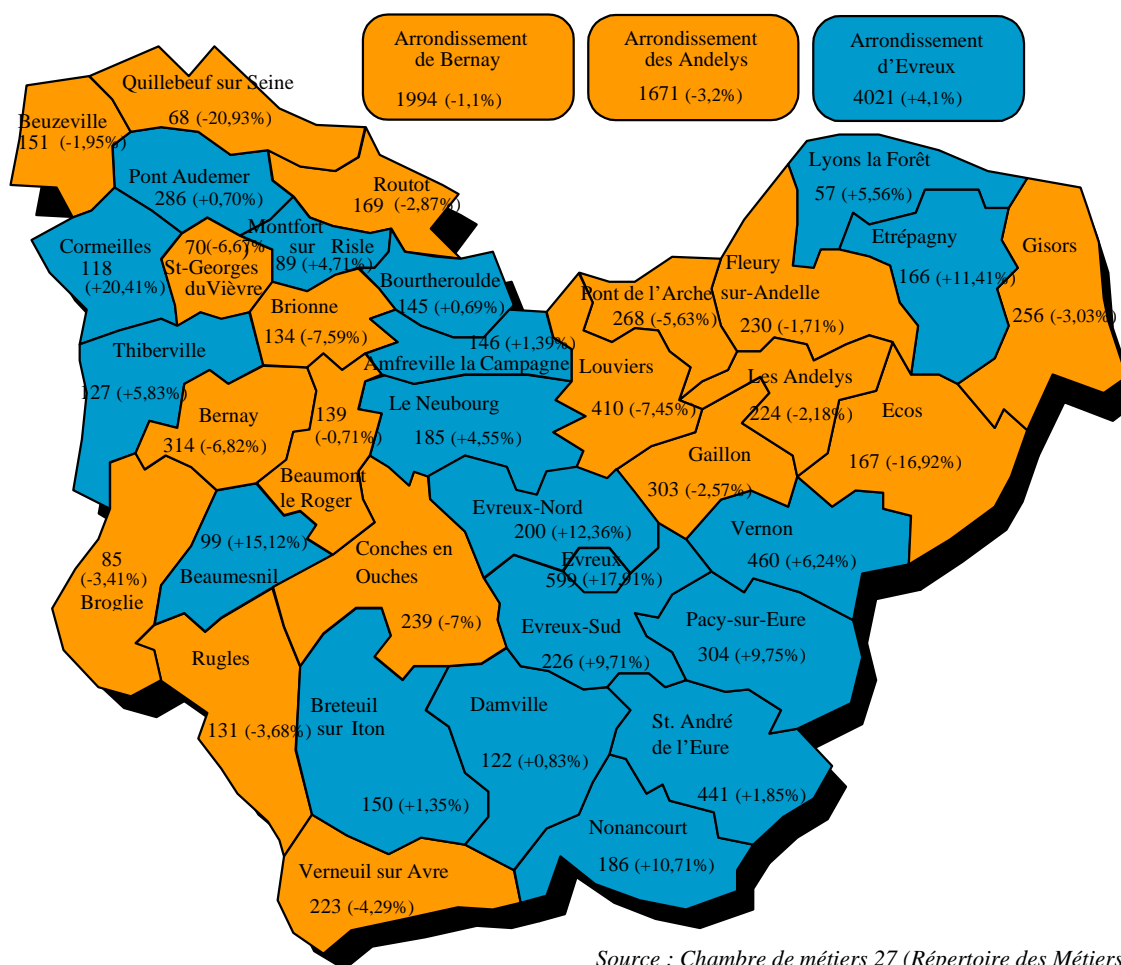 Arrondissement
de Bernay
1994 (-1,1%)
Arrondissement
des Andelys
1671 (-3,2%)
Arrondissement
d'Evreux
4021 (+4,1%)
Quillebeuf sur Seine
68 (-20,93%)
Beuzeville
151 (-1,95%)
Pont Audemer
286 (+0,70%)
Routot
169 (-2,87%)
Lyons la Forêt
57 (+5,56%)
Cormeilles
118
(+20,41%)
70(-6,67%)
St-Georges
du Vièvre
Montfort
sur Risle
89 (+4,71%)
Bourtheroulde
145 (+0,69%)
Etrépagny
166 (+11,41%)
Gisors
256 (-3,03%)
Fleury
sur-Andelle
230 (-1,71%)
Pont de l'Arche
268 (-5,63%)
Brionne
134 (-7,59%)
146 (+1,39%)
Amfreville la Campagne
Thiberville
127 (+5,83%)
Louviers
410 (-7,45%)
Les Andelys
224 (-2,18%)
Ecos
167 (-16,92%)
Bernay
314 (-6,82%)
139
(-0,71%)
Beaumont
le Roger
Le Neubourg
185 (+4,55%)
Gaillon
303 (-2,57%)
Evreux-Nord
200 (+12,36%)
Vernon
460 (+6,24%)
99 (+15,12%)
Beaumesnil
85
(-3,41%)
Broglie
Conches en
Ouches
239 (-7%)
Evreux
599 (+17,91%)
Evreux-Sud
226 (+9,71%)
Pacy-sur-Eure
304 (+9,75%)
Rugles
131 (-3,68%)
Breteuil
sur Iton
150 (+1,35%)
Damville
122 (+0,83%)
St. André
de l'Eure
441 (+1,85%)
Nonancourt
186 (+10,71%)
Verneuil sur Avre
223 (-4,29%)
Source : Chambre de métiers 27 (Répertoire des Métiers